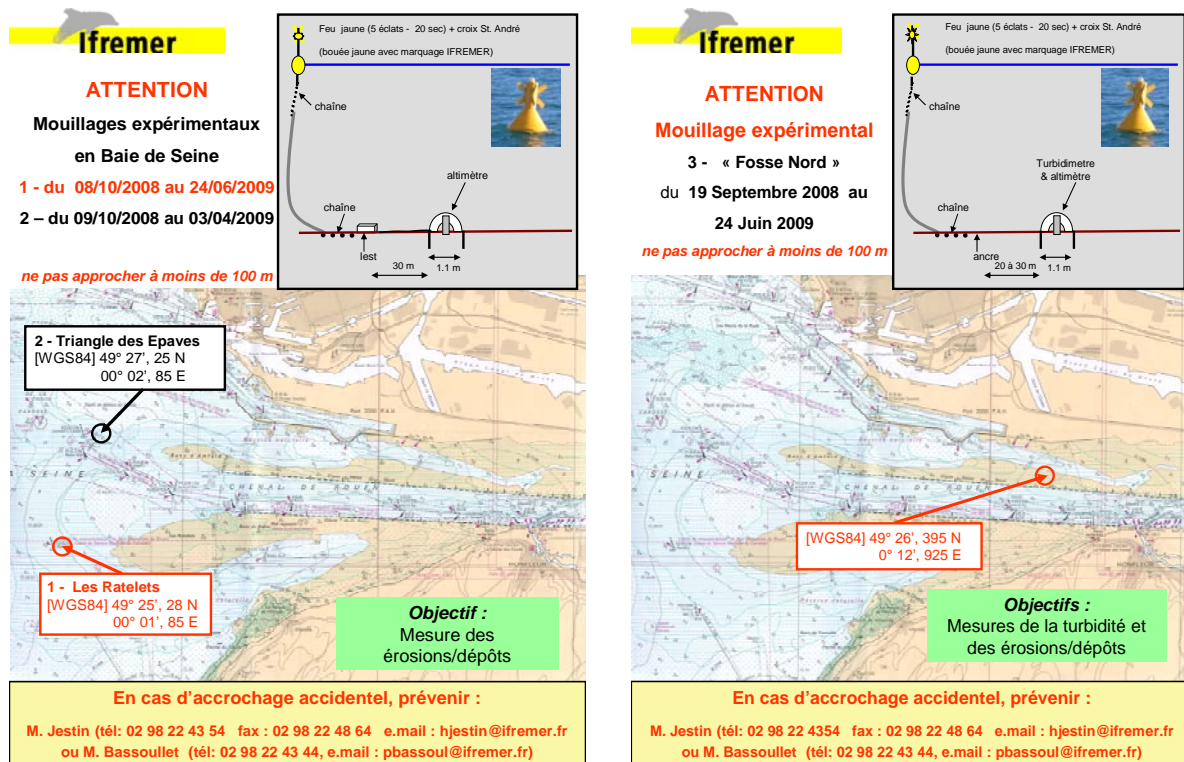 Ifremer
ATTENTION
Mouillages expérimentaux
en Baie de Seine
1 - du 08/10/2008 au 24/06/2009
2 – du 09/10/2008 au 03/04/2009
ne pas approcher à moins de 100 m
Feu jaune (5 éclats - 20 sec) + croix St. André
(bouée jaune avec marquage IFREMER)
chaîne
altimètre
chaîne
lest
30 m
1.1 m
2 - Triangle des Epaves
[WGS84] 49° 27', 25 N
00° 02', 85 E
SEINE
CHENAL DE ROUEN
1 - Les Ratelets
[WGS84] 49° 25', 28 N
00° 01', 85 E
Objectif :
Mesure des
érosions/dépôts
En cas d'accrochage accidentel, prévenir :
M. Jestin (tél: 02 98 22 43 54 fax : 02 98 22 48 64 e.mail : hjestin@ifremer.fr
ou M. Bassoullet (tél: 02 98 22 43 44, e.mail : pbassoul@ifremer.fr)
Ifremer
ATTENTION
Mouillage expérimental
3 - « Fosse Nord »
du 19 Septembre 2008 au
24 Juin 2009
ne pas approcher à moins de 100 m
Feu jaune (5 éclats - 20 sec) + croix St. André
(bouée jaune avec marquage IFREMER)
chaîne
Turbidimetre
& altimètre
chaîne
ancre
20 à 30 m
1.1 m
SEINE
CHENAL DE ROUEN
[WGS84] 49° 26', 395 N
0° 12', 925 E
HONFLEUR
Objectifs :
Mesures de la turbidité et
des érosions/dépôts
En cas d'accrochage accidentel, prévenir :
M. Jestin (tél: 02 98 22 4354 fax : 02 98 22 48 64 e.mail : hjestin@ifremer.fr
ou M. Bassoullet (tél: 02 98 22 43 44, e.mail : pbassoul@ifremer.fr)